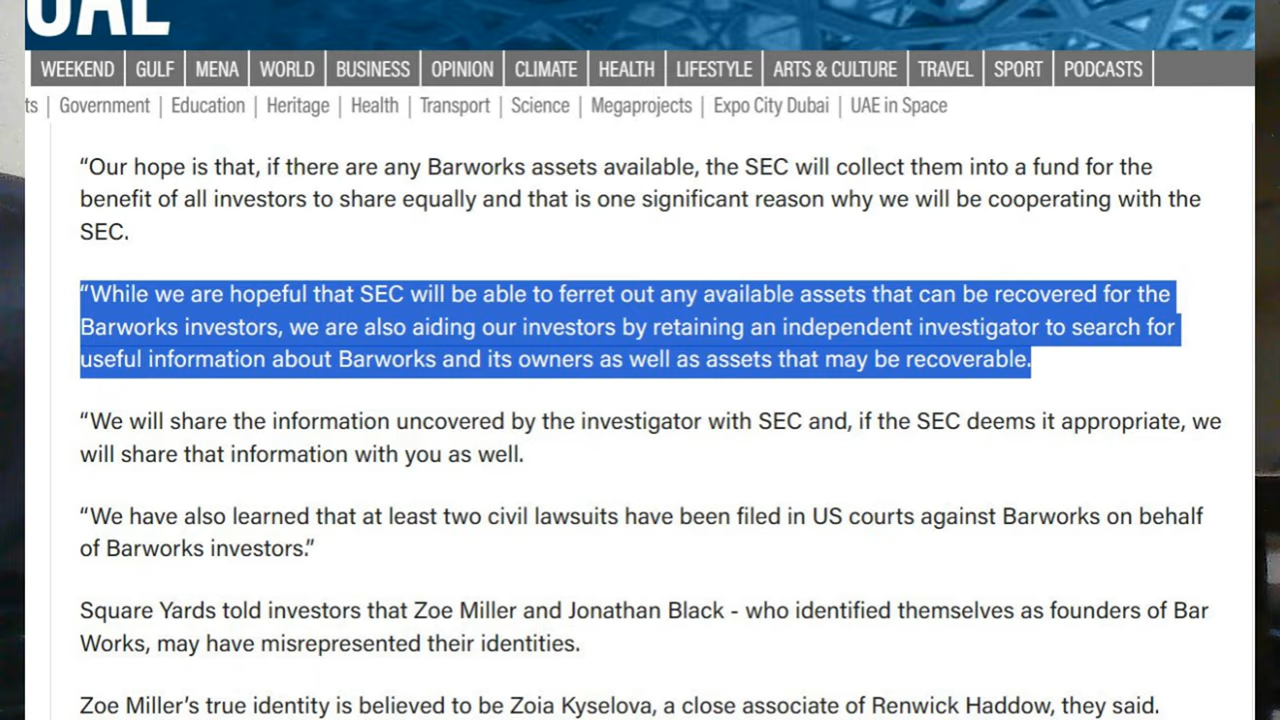 UAE
WEEKEND GULF MENA WORLD BUSINESS OPINION CLIMATE HEALTH LIFESTYLE ARTS & CULTURE TRAVEL SPORT PODCASTS
ts | Government | Education | Heritage | Health | Transport | Science | Megaprojects | Expo City Dubai | UAE in Space
“Our hope is that, if there are any Barworks assets available, the SEC will collect them into a fund for the
benefit of all investors to share equally and that is one significant reason why we will be cooperating with the
SEC.
“While we are hopeful that SEC will be able to ferret out any available assets that can be recovered for the
Barworks investors, we are also aiding our investors by retaining an independent investigator to search for
useful information about Barworks and its owners as well as assets that may be recoverable.
“We will share the information uncovered by the investigator with SEC and, if the SEC deems it appropriate, we
will share that information with you as well.
“We have also learned that at least two civil lawsuits have been filed in US courts against Barworks on behalf
of Barworks investors.”
Square Yards told investors that Zoe Miller and Jonathan Black - who identified themselves as founders of Bar
Works, may have misrepresented their identities.
Zoe Miller’s true identity is believed to be Zoia Kyselova, a close associate of Renwick Haddow, they said.